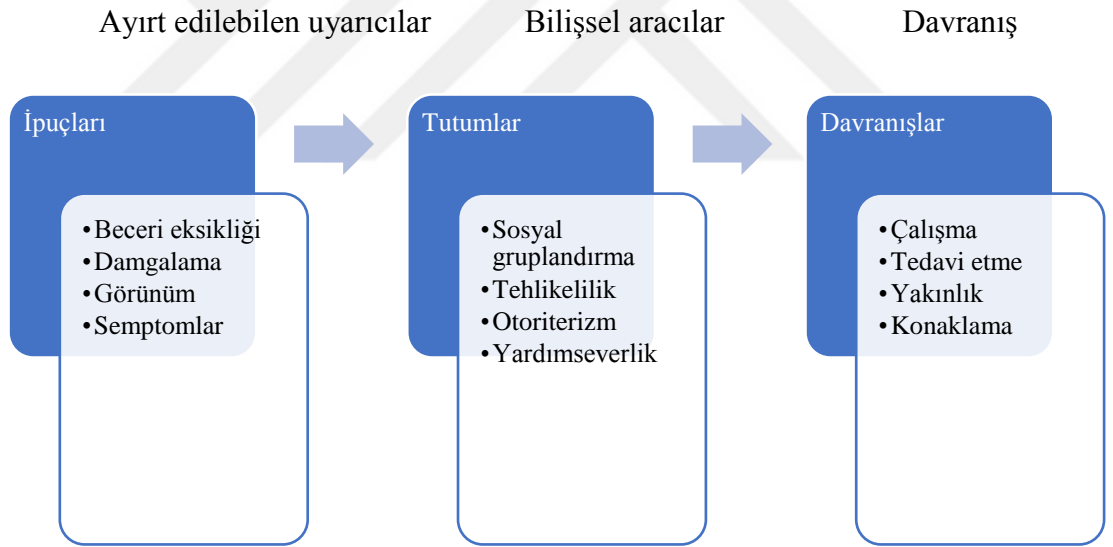 Ayırt edilebilen uyarıcılar
Bilişsel aracılar
Davranış
İpuçları
•Beceri eksikliği
•Damgalama
•Görünüm
•Semptomlar
Tutumlar
•Sosyal
gruplandırma
•Tehlikelilik
•Otoriterizm
•Yardımseverlik
Davranışlar
•Çalışma
•Tedavi etme
•Yakınlık
•Konaklama